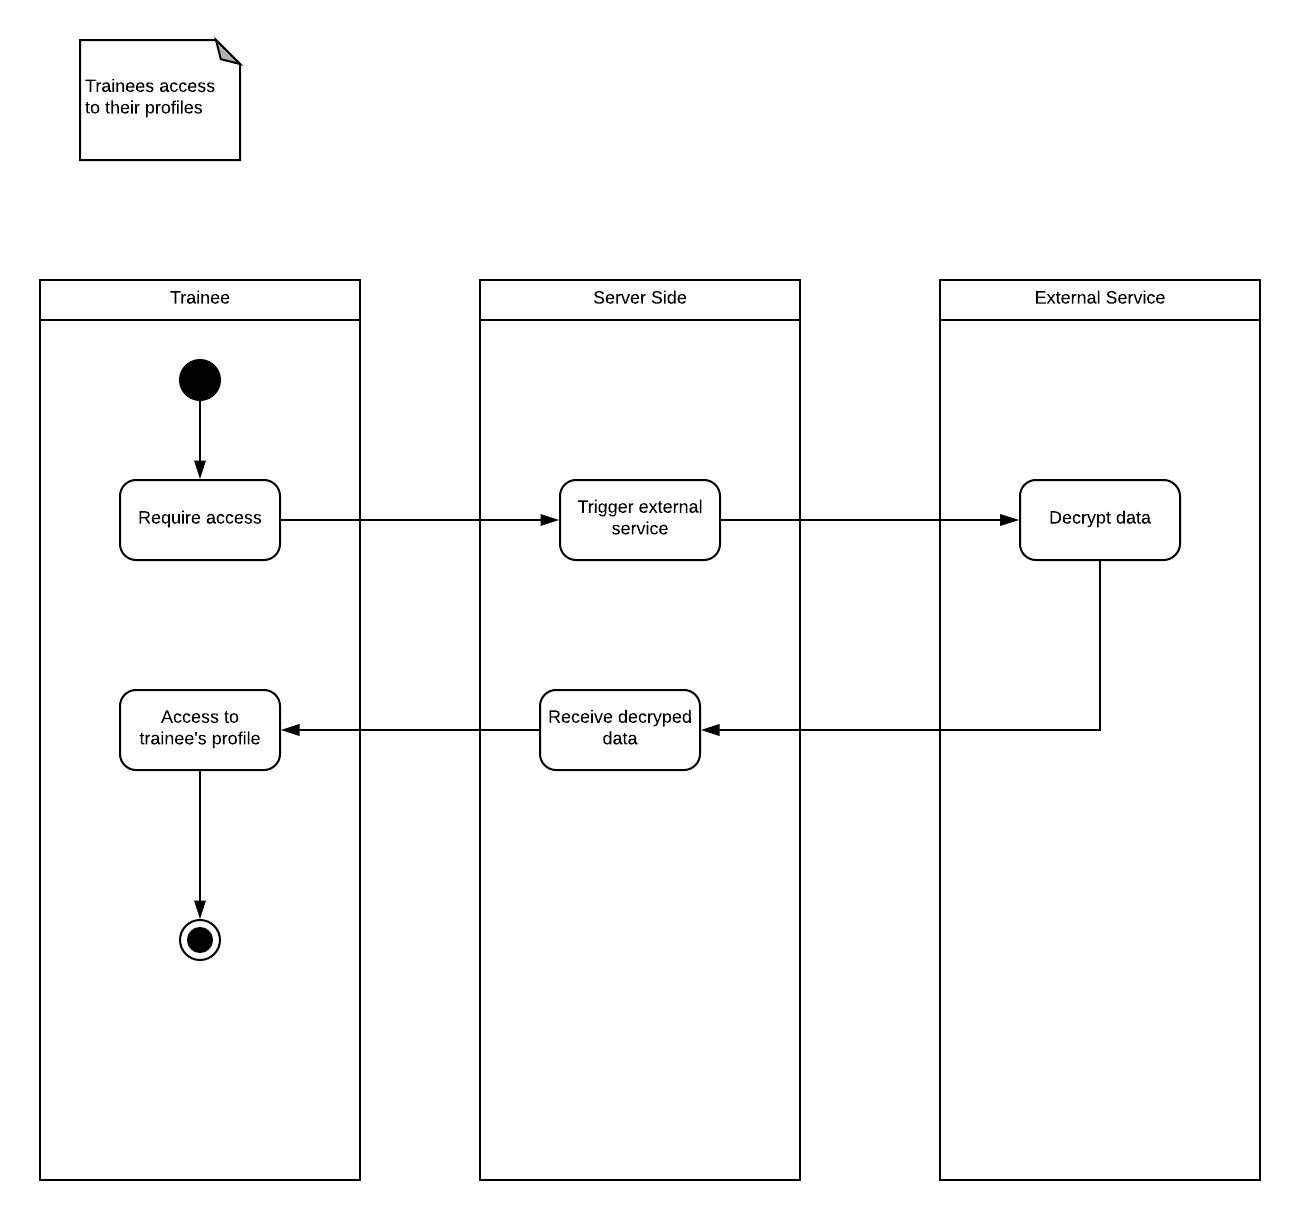 Trainees access
to their profiles
Trainee
Server Side
External Service
Require access
Trigger external
service
Decrypt data
Access to
trainee's profile
Receive decryped
data